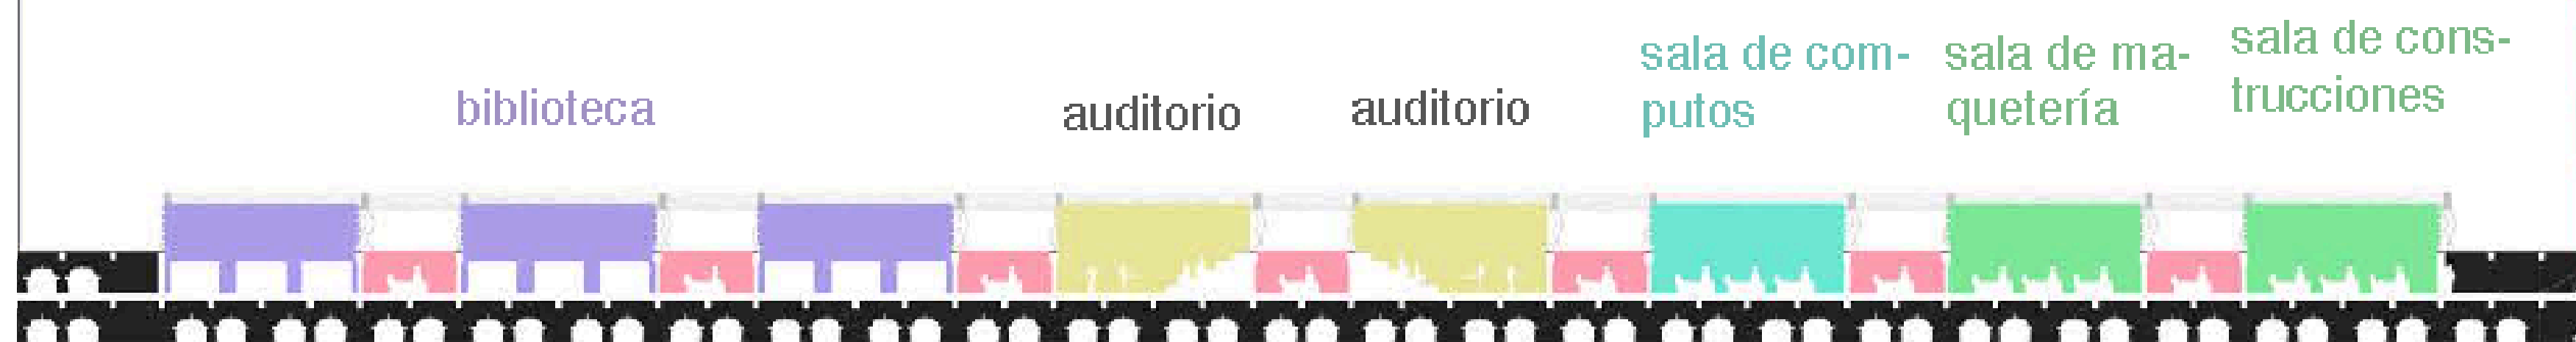 biblioteca
auditorio
auditorio
sala de com-
putos
sala de ma-
quetería
sala de cons-
trucciones